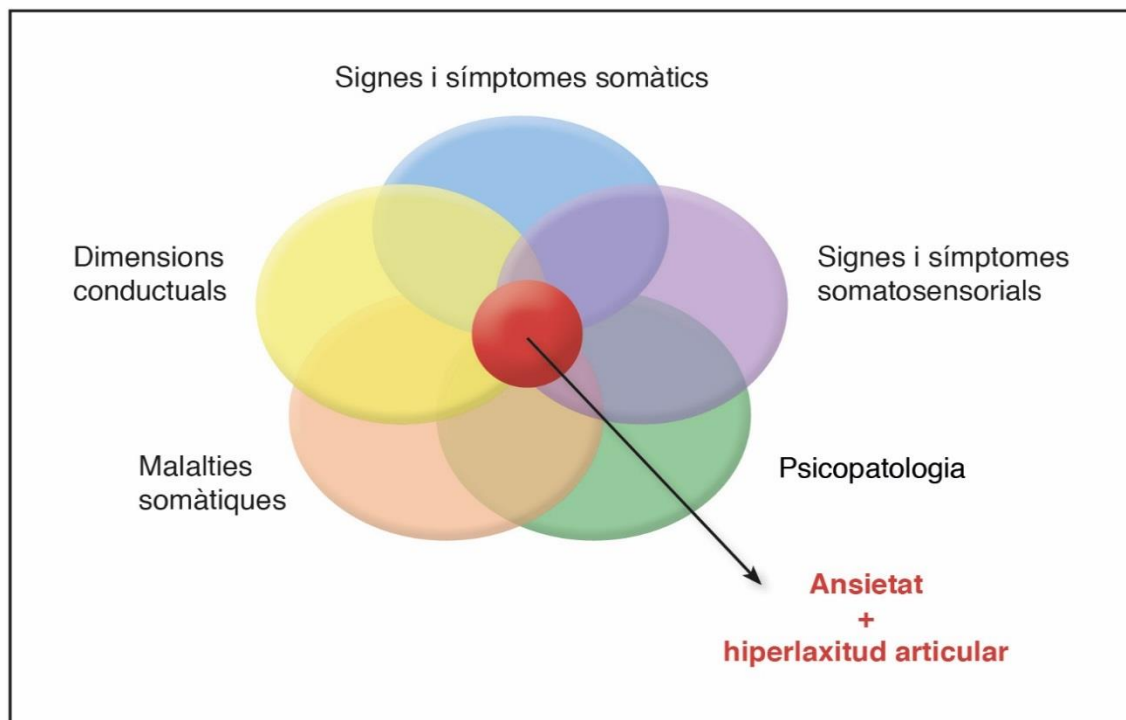 Signes i símptomes somàtics
Dimensions
conductuals
Signes i símptomes
somatosensorials
Malalties
somàtiques
Psicopatologia
Ansietat
+
hiperlaxitud articular